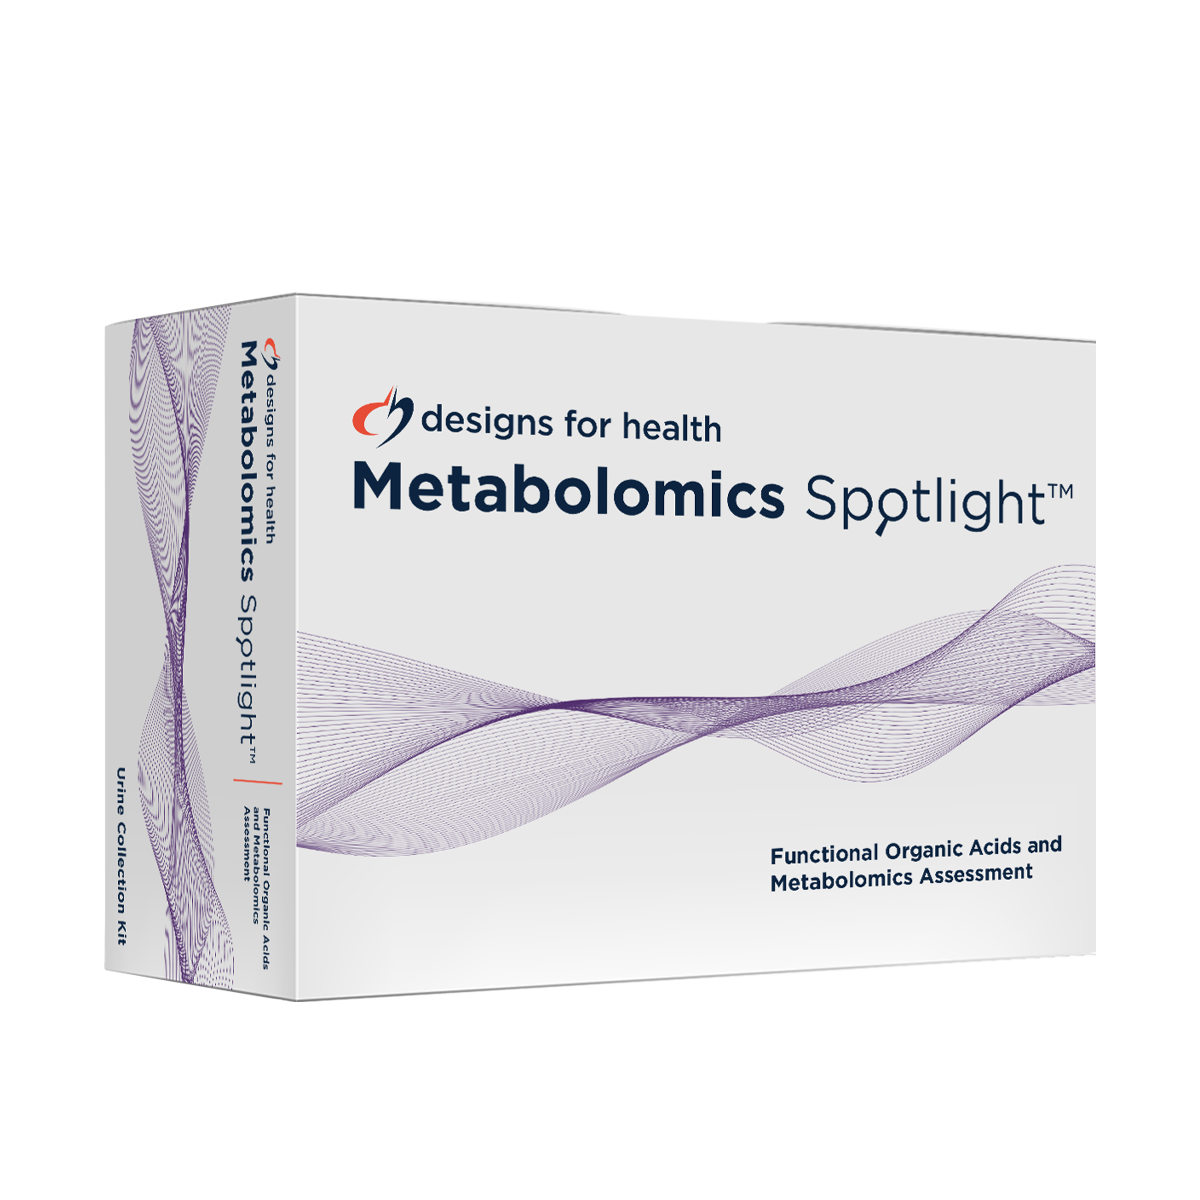 designs for health
Metabolomics Spotlight™
Functional Organic Acids and
Metabolomics Assessment
designs for health
Metabolomics Spotlight™
Functional Organic Acids
and Metabolomics
Assessment
Urine Collection Kit